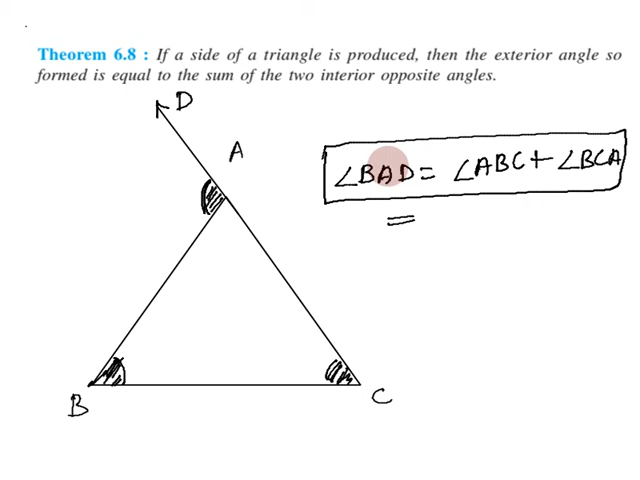 Theorem 6.8 : If a side of a triangle is produced, then the exterior angle so
formed is equal to the sum of the two interior opposite angles.
D
A
∠BAD = ∠ABC + ∠BCA
=
B
C